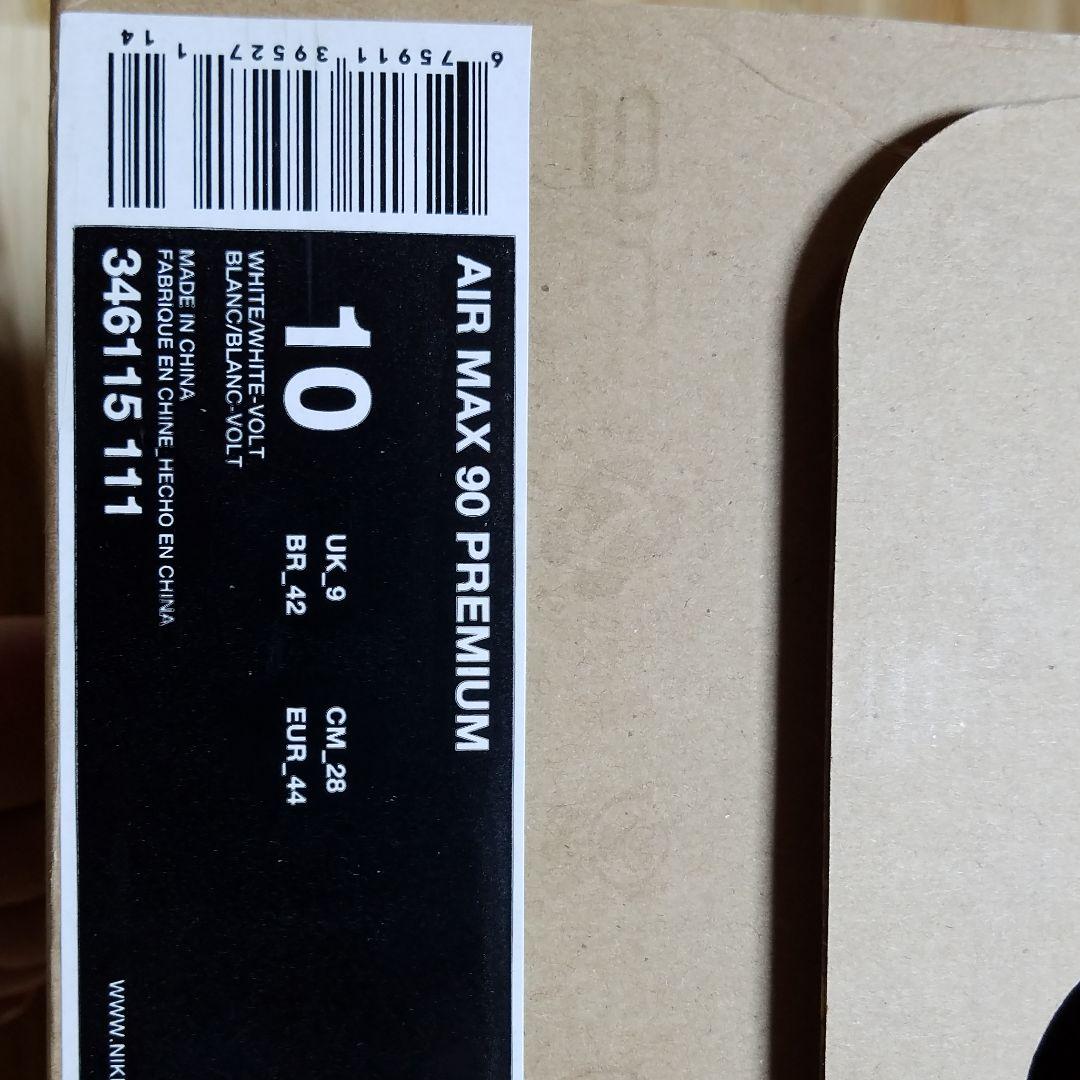 AIR MAX 90 PREMIUM
10
UK_9
CM_28
BR_42
EUR_44
WHITE/WHITE-VOLT
BLANC/BLANC-VOLT
MADE IN CHINA
FABRIQUE EN CHINE_HECHO EN CHINA
346115 111
WWW.NIK
6 75911 39527 1
14